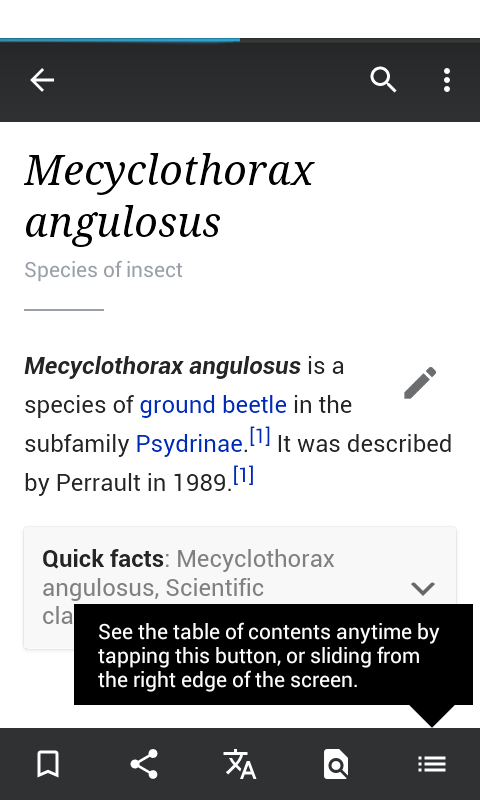 Mecyclothorax
angulosus
Species of insect
Mecyclothorax angulosus is a
species of ground beetle in the
subfamily Psydrinae.[1] It was described
by Perrault in 1989.[1]
Quick facts: Mecyclothorax
angulosus, Scientific
cla
See the table of contents anytime by
tapping this button, or sliding from
the right edge of the screen.